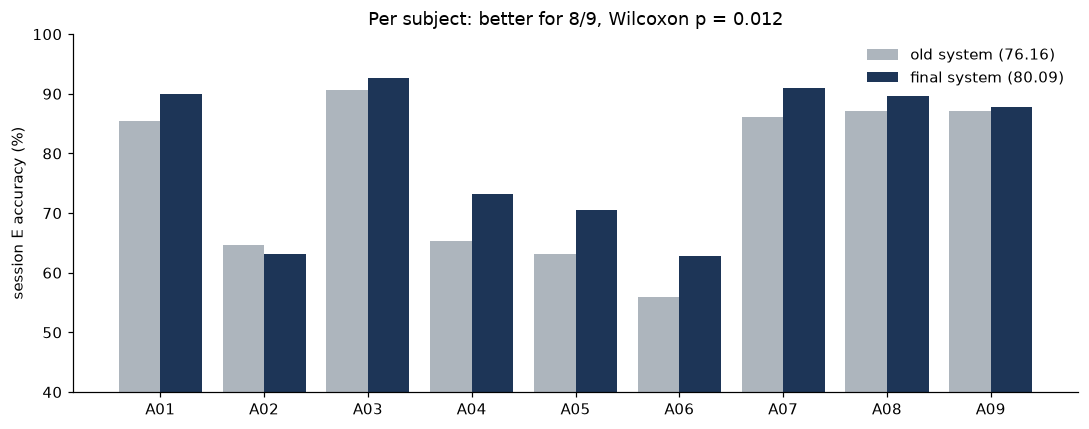 Per subject: better for 8/9, Wilcoxon p = 0.012
old system (76.16)
final system (80.09)
session E accuracy (%)
100
90
80
70
60
50
40
A01 A02 A03 A04 A05 A06 A07 A08 A09